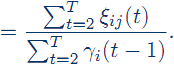 = \frac{\sum_{t=2}^{T} \xi_{ij}(t)}{\sum_{t=2}^{T} \gamma_i(t-1)}.